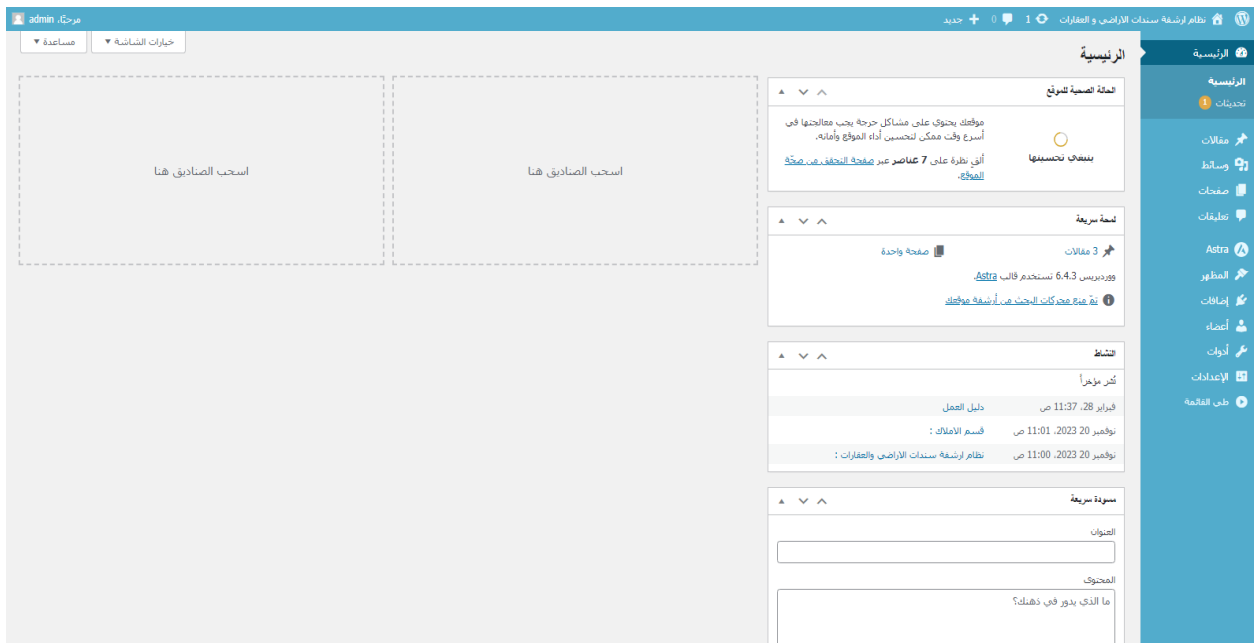 نظام ارشفة سندات الاراضي و العقارات
1
0
جديد
مرحبًا، admin
الرئيسية
الرئيسية
تحديثات 1
مقالات
وسائط
صفحات
تعليقات
Astra
المظهر
إضافات
أعضاء
أدوات
الإعدادات
طي القائمة
خيارات الشاشة
مساعدة
الرئيسية
الحالة الصحية للموقع
ينبغي تحسينها
موقعك يحتوي على مشاكل حرجة يجب معالجتها في
أسرع وقت ممكن لتحسين أداء الموقع وأمانه.
ألقِ نظرة على 7 عناصر عبر صفحة التحقق من صحّة
الموقع.
لمحة سريعة
3 مقالات
صفحة واحدة
ووردبريس 6.4.3 تستخدم قالب Astra.
تمّ منع محركات البحث من أرشفة موقعك
النشاط
نُشر مؤخراً
فبراير 28، 11:37 ص
دليل العمل
نوفمبر 20 2023، 11:01 ص
قسم الاملاك :
نوفمبر 20 2023، 11:00 ص
نظام ارشفة سندات الاراضي والعقارات :
مسودة سريعة
العنوان
المحتوى
ما الذي يدور في ذهنك؟
اسحب الصناديق هنا
اسحب الصناديق هنا